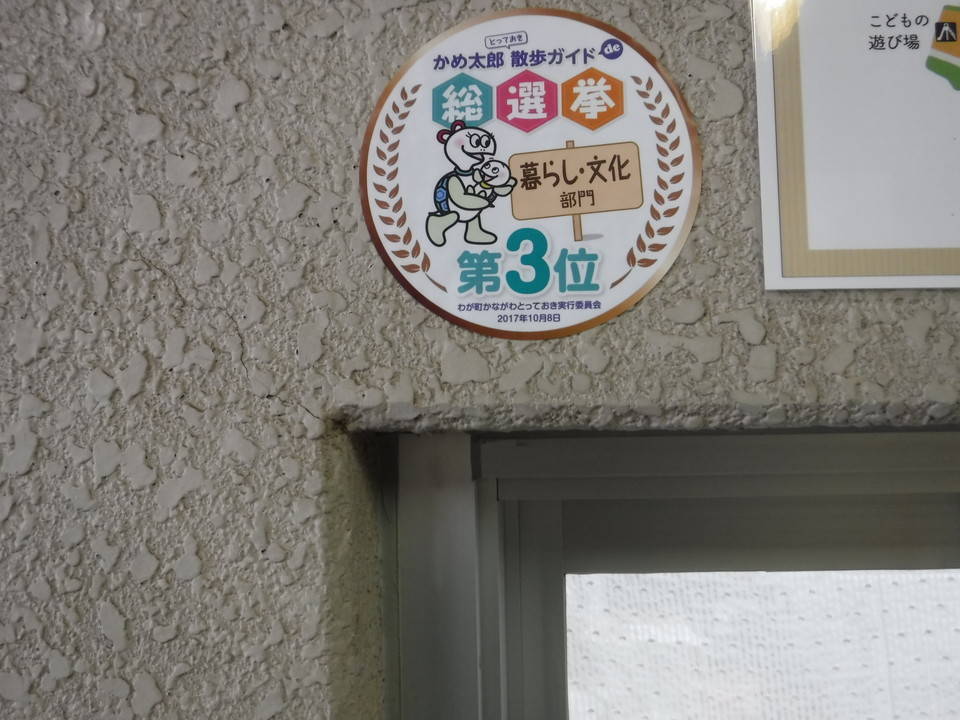 とっておき
かめ太郎 散歩ガイドde
総選挙
暮らし・文化
部門
第3位
わが町かながわとっておき実行委員会
2017年10月8日
こどもの
遊び場